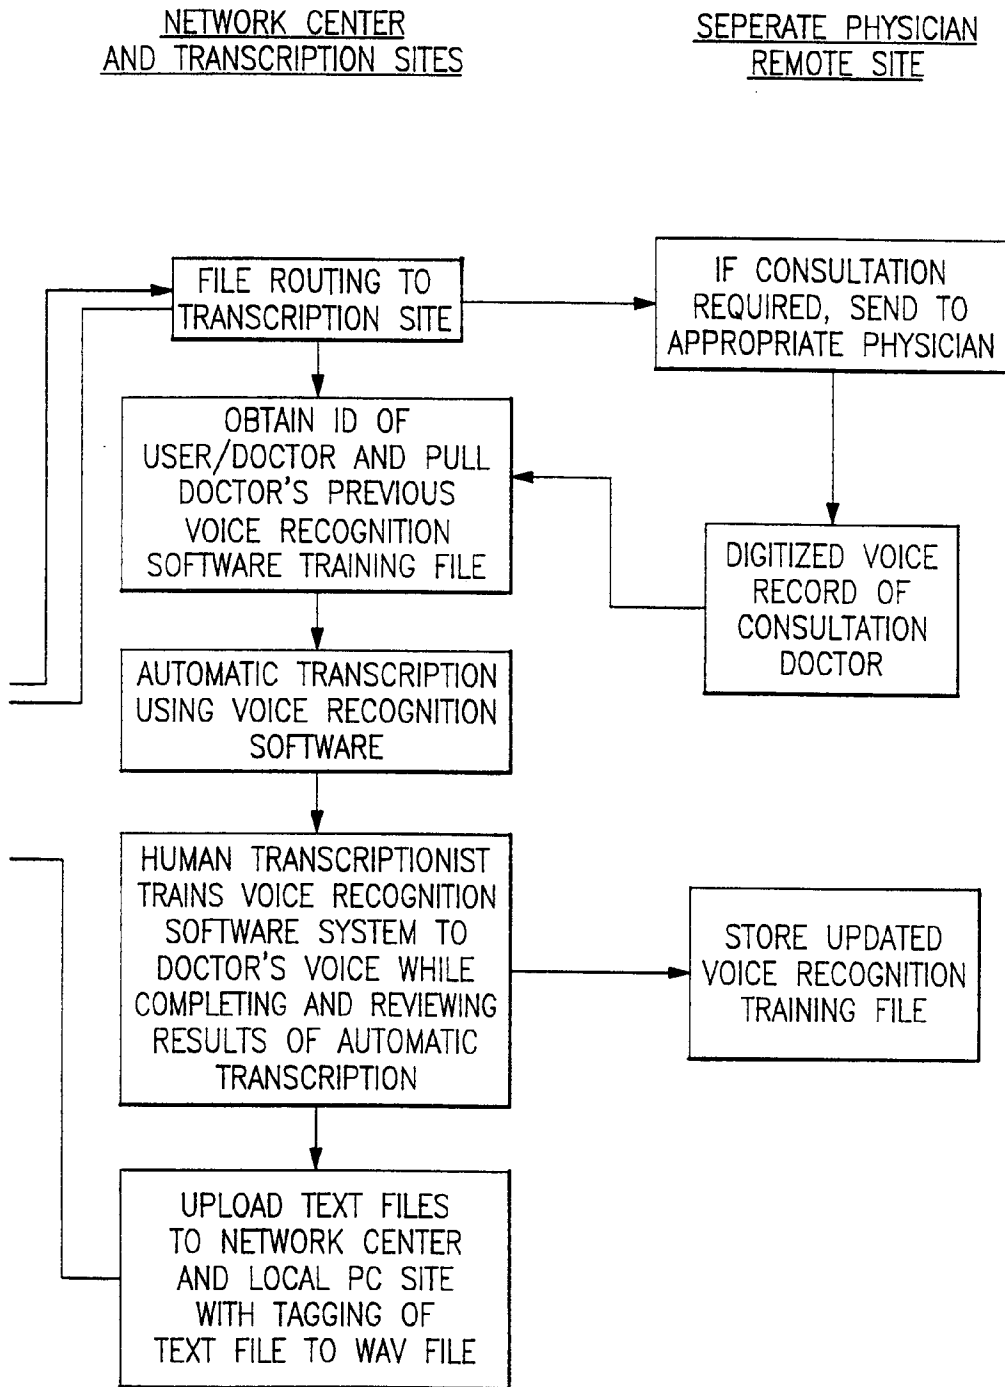 NETWORK CENTER
AND TRANSCRIPTION SITES
SEPERATE PHYSICIAN
REMOTE SITE
FILE ROUTING TO
TRANSCRIPTION SITE
IF CONSULTATION
REQUIRED, SEND TO
APPROPRIATE PHYSICIAN
OBTAIN ID OF
USER/DOCTOR AND PULL
DOCTOR'S PREVIOUS
VOICE RECOGNITION
SOFTWARE TRAINING FILE
DIGITIZED VOICE
RECORD OF
CONSULTATION
DOCTOR
AUTOMATIC TRANSCRIPTION
USING VOICE RECOGNITION
SOFTWARE
HUMAN TRANSCRIPTIONIST
TRAINS VOICE RECOGNITION
SOFTWARE SYSTEM TO
DOCTOR'S VOICE WHILE
COMPLETING AND REVIEWING
RESULTS OF AUTOMATIC
TRANSCRIPTION
STORE UPDATED
VOICE RECOGNITION
TRAINING FILE
UPLOAD TEXT FILES
TO NETWORK CENTER
AND LOCAL PC SITE
WITH TAGGING OF
TEXT FILE TO WAV FILE